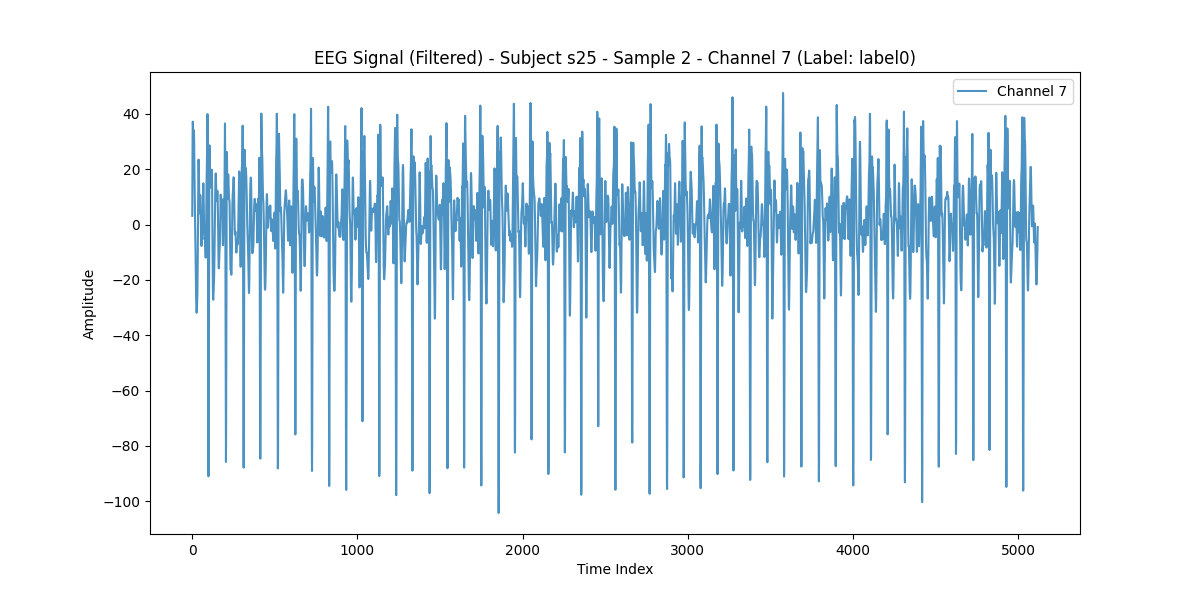 EEG Signal (Filtered) - Subject s25 - Sample 2 - Channel 7 (Label: label0)
Channel 7
40
20
0
−20
−40
−60
−80
−100
Amplitude
0 1000 2000 3000 4000 5000
Time Index